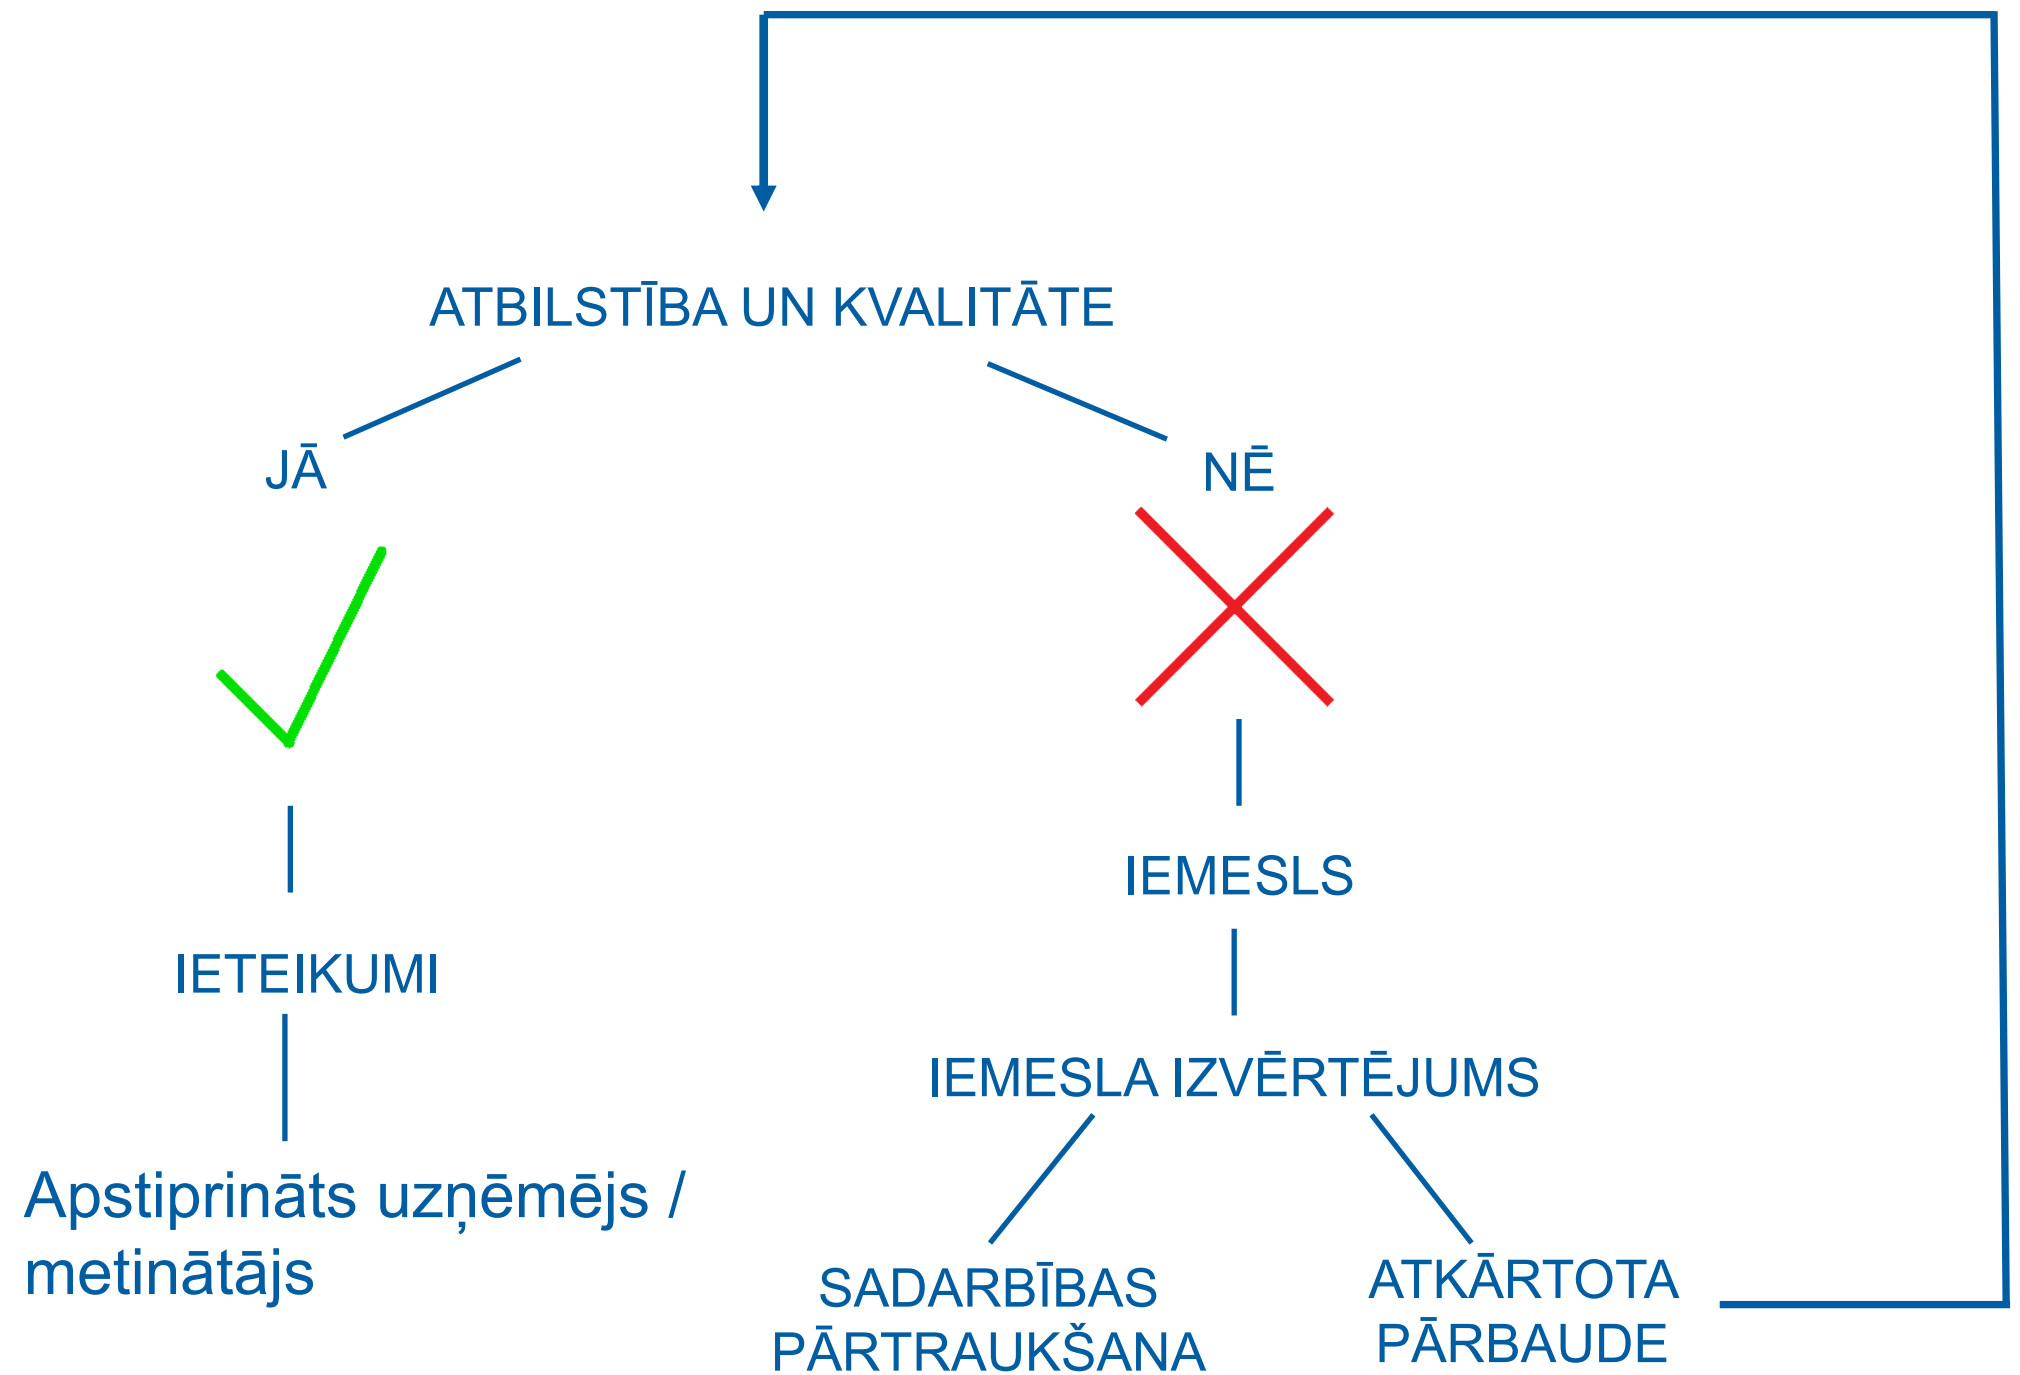 ATBILSTĪBA UN KVALITĀTE
JĀ
NĒ
IEMESLS
IETEIKUMI
IEMESLA IZVĒRTĒJUMS
Apstiprināts uzņēmējs /
metinātājs
SADARBĪBAS
PĀRTRAUKŠANA
ATKĀRTOTA
PĀRBAUDE